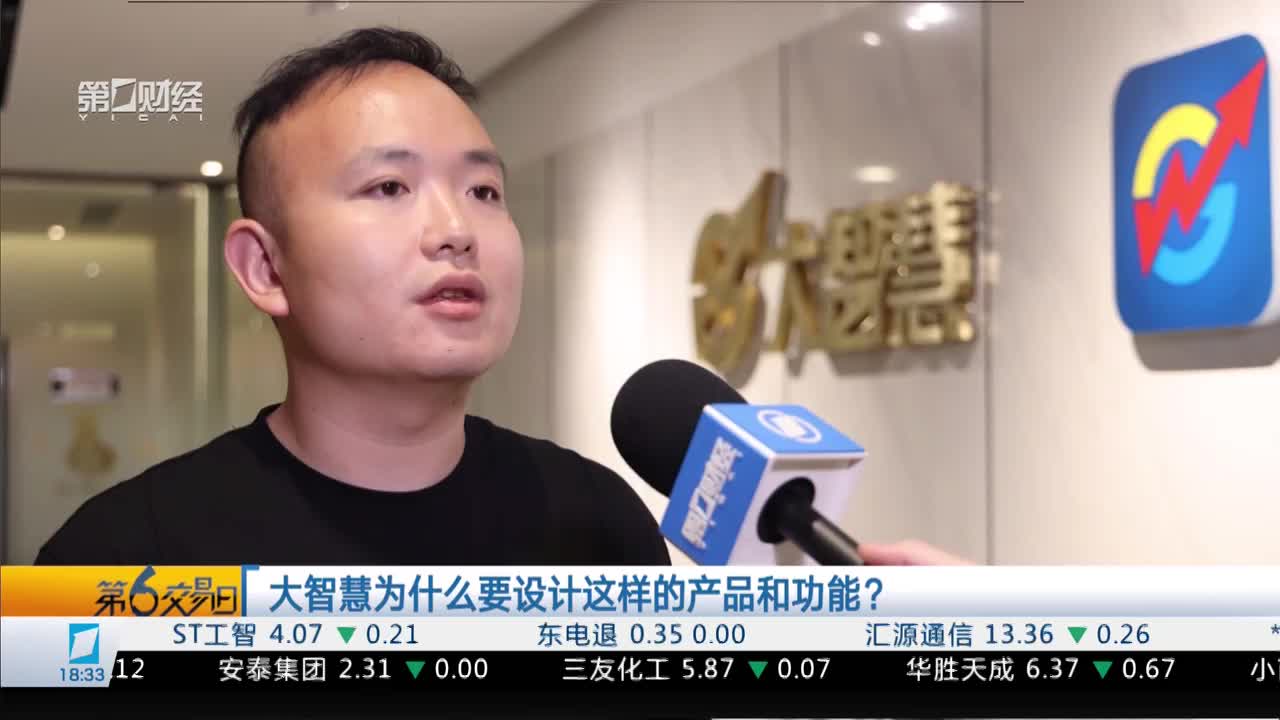 第一财经
YICAI
大智慧
第6交易日
大智慧为什么要设计这样的产品和功能?
ST工智 4.07 ▼ 0.21 东电退 0.35 0.00 汇源通信 13.36 ▼ 0.26 *
18:33 .12 安泰集团 2.31 ▼ 0.00 三友化工 5.87 ▼ 0.07 华胜天成 6.37 ▼ 0.67